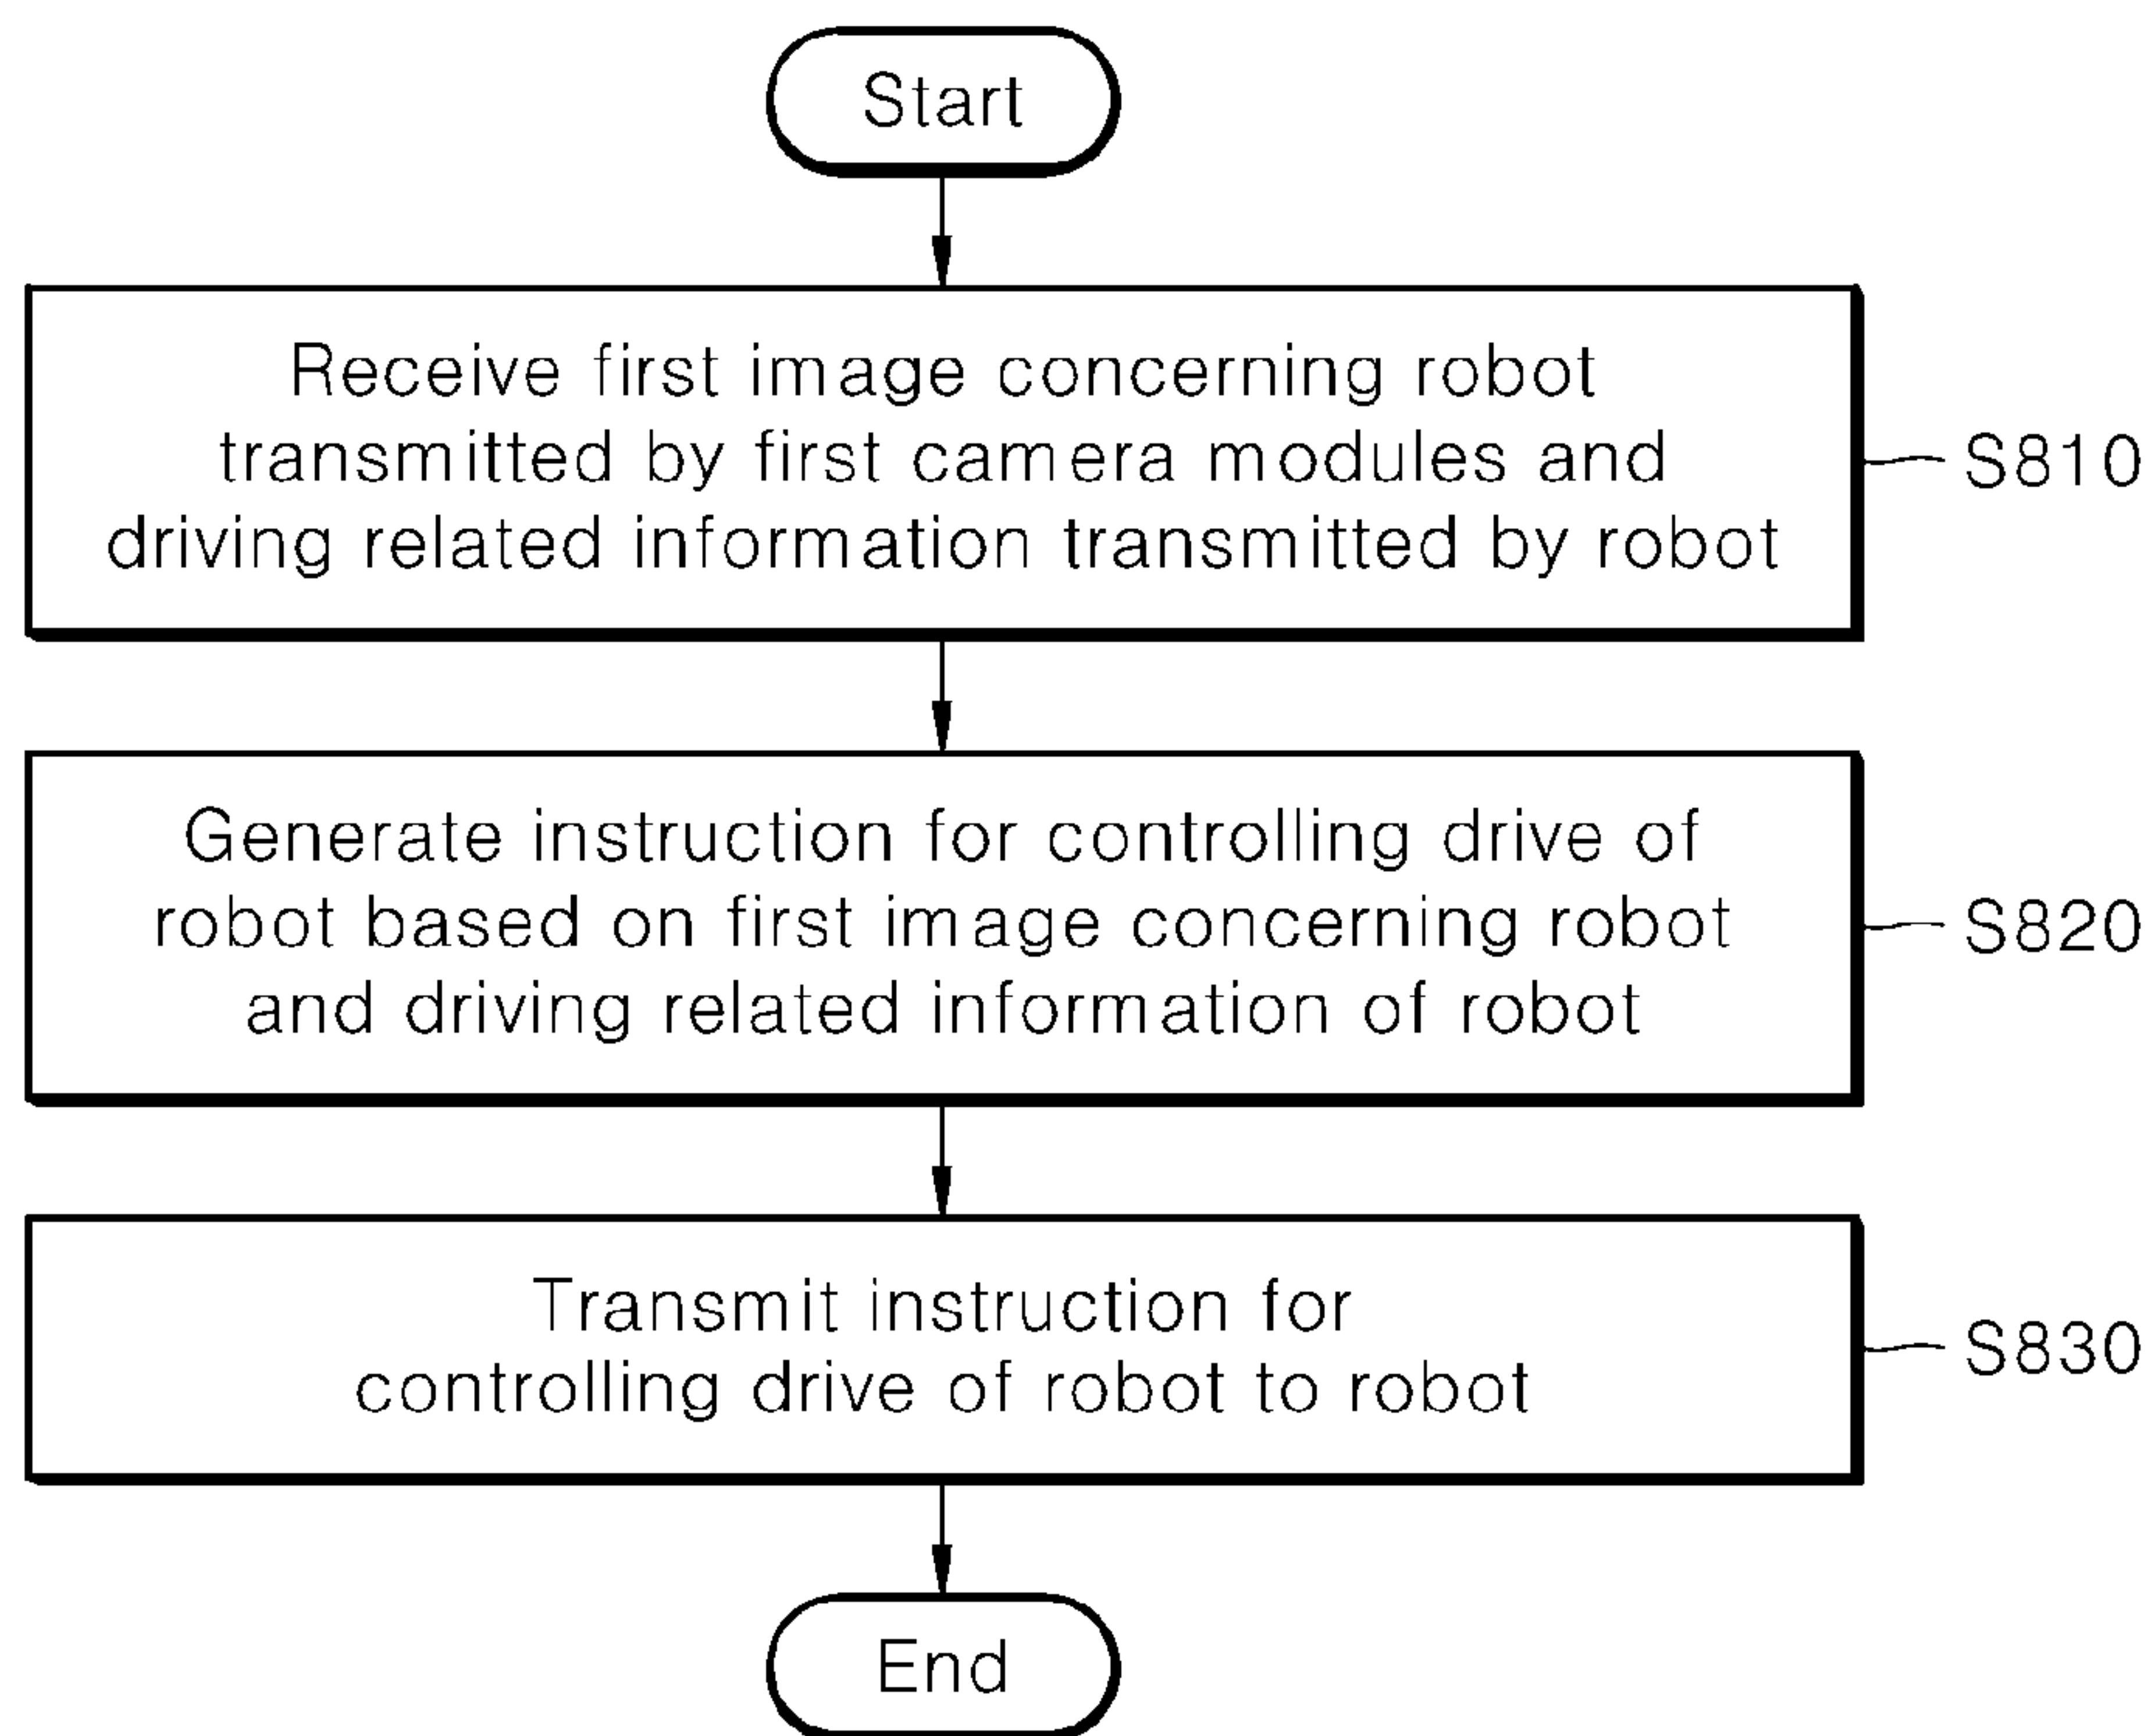 Start
Receive first image concerning robot
transmitted by first camera modules and
driving related information transmitted by robot
S810
Generate instruction for controlling drive of
robot based on first image concerning robot
and driving related information of robot
S820
Transmit instruction for
controlling drive of robot to robot
S830
End